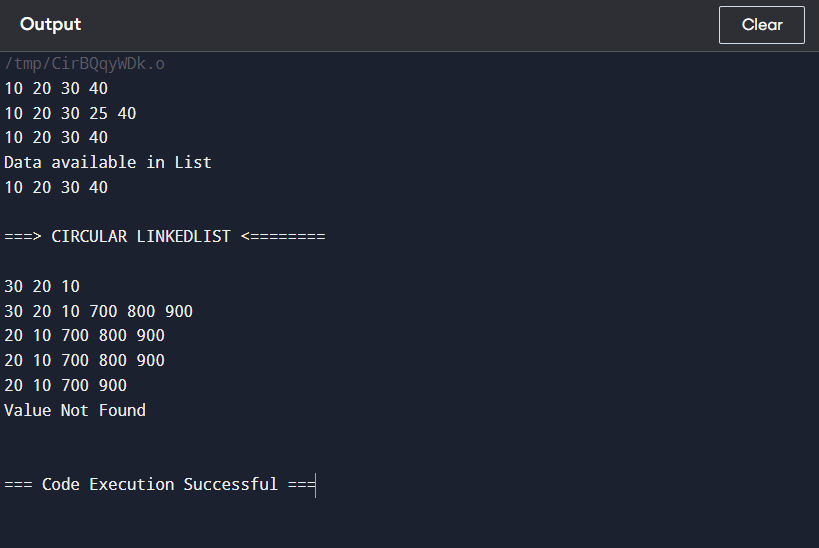 Output
Clear
/tmp/CirBQqyWDk.o
10 20 30 40
10 20 30 25 40
10 20 30 40
Data available in List
10 20 30 40
===> CIRCULAR LINKEDLIST <========
30 20 10
30 20 10 700 800 900
20 10 700 800 900
20 10 700 800 900
20 10 700 900
Value Not Found
=== Code Execution Successful ===